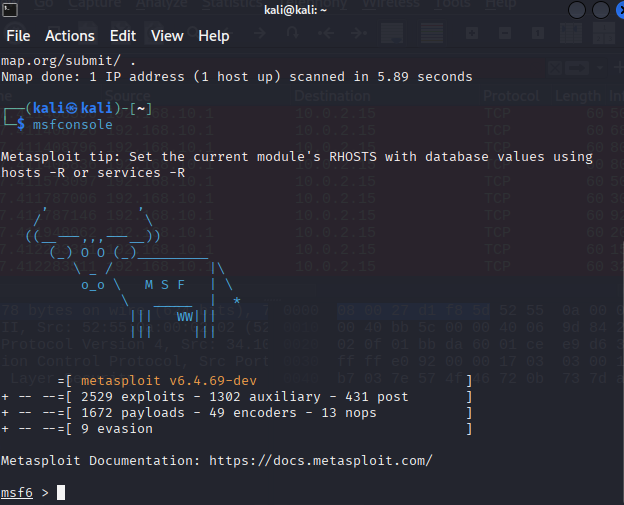 kali@kali: ~
File Actions Edit View Help
map.org/submit/ .
Nmap done: 1 IP address (1 host up) scanned in 5.89 seconds
┌──(kali㉿kali)-[~]
└─$ msfconsole
Metasploit tip: Set the current module's RHOSTS with database values using
hosts -R or services -R
M S F
=[ metasploit v6.4.69-dev ]
+ -- --=[ 2529 exploits - 1302 auxiliary - 431 post ]
+ -- --=[ 1672 payloads - 49 encoders - 13 nops ]
+ -- --=[ 9 evasion ]
Metasploit Documentation: https://docs.metasploit.com/
msf6 >